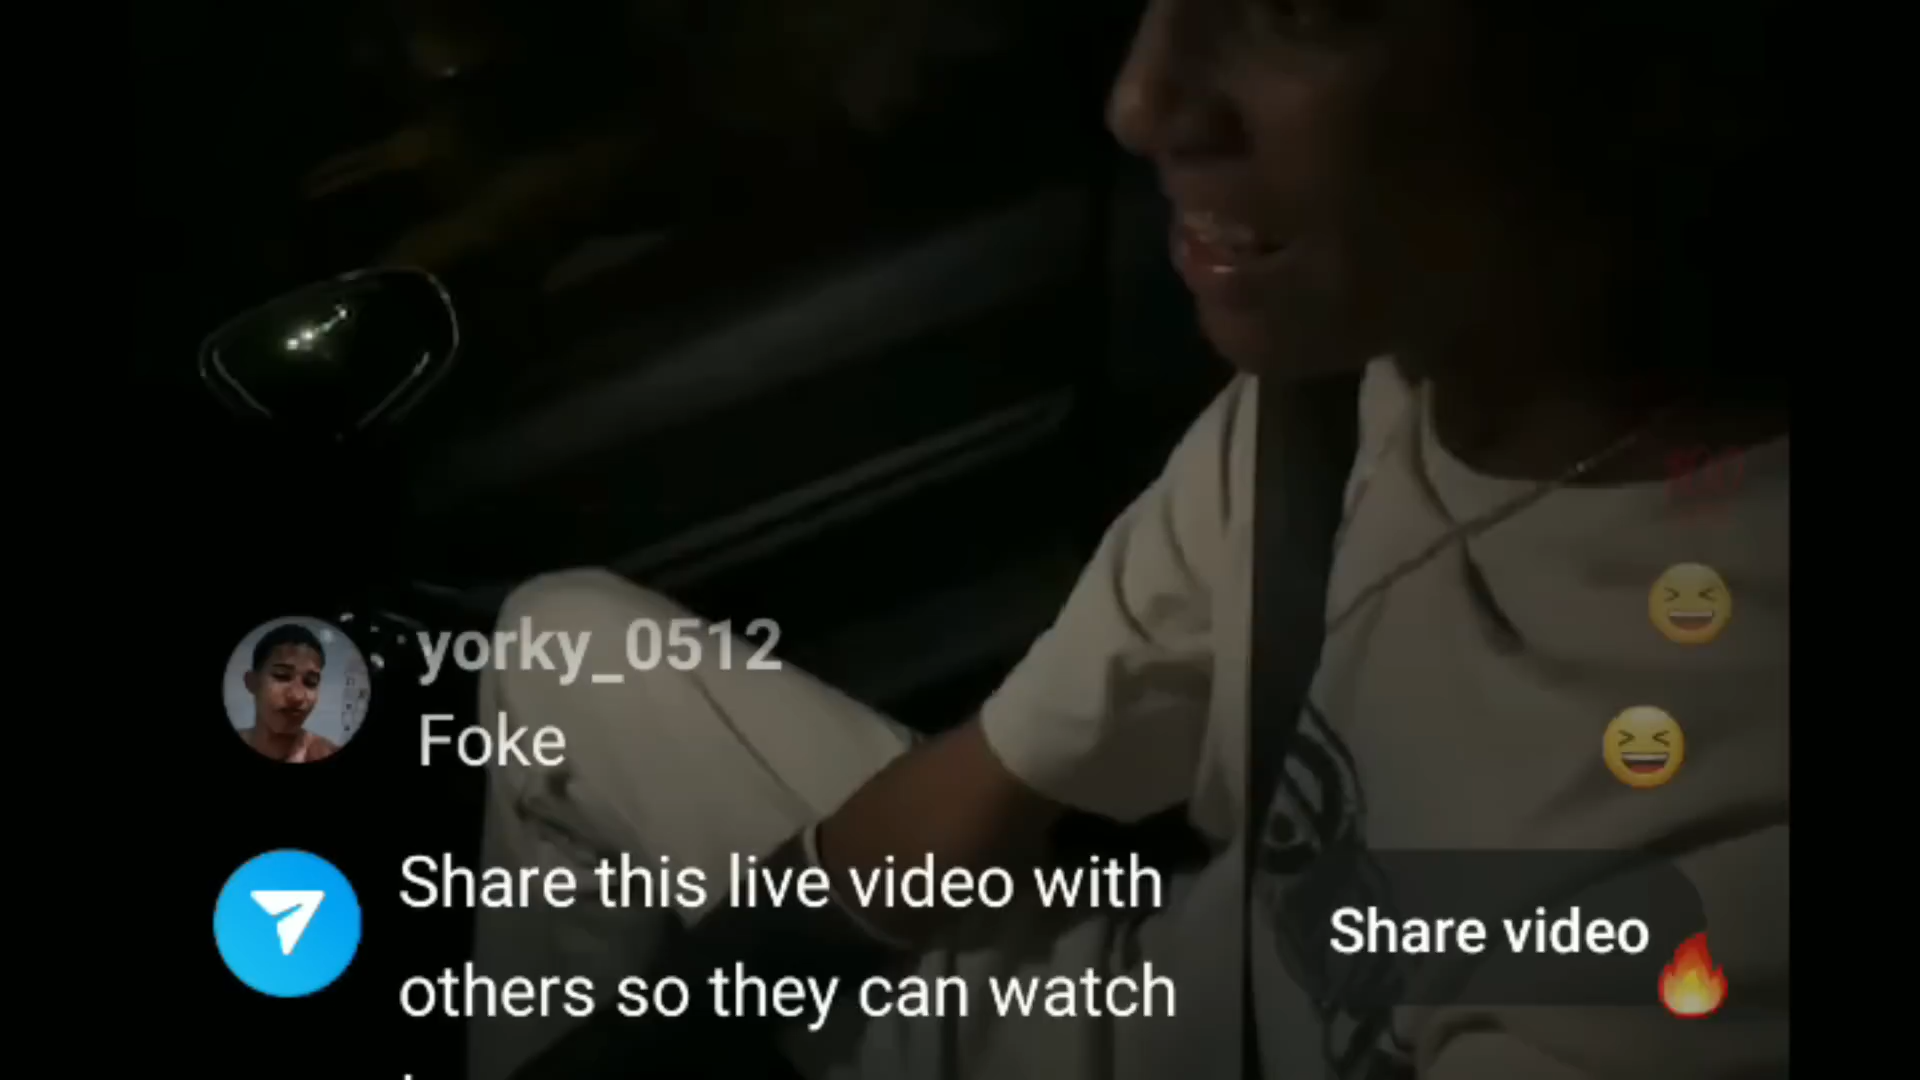 yorky_0512
Foke
Share this live video with
others so they can watch
Share video